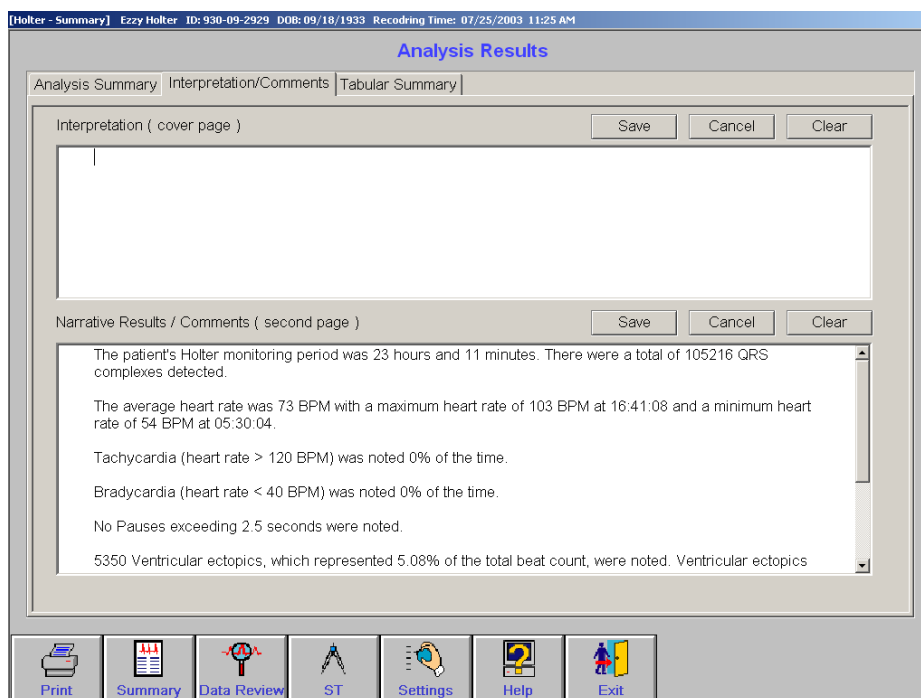 [Holter - Summary]  Ezzy Holter  ID: 930-09-2929  DOB: 09/18/1933  Recodring Time: 07/25/2003  11:25 AM
Analysis Results
Analysis Summary  Interpretation/Comments  Tabular Summary
Interpretation ( cover page )  Save  Cancel  Clear
Narrative Results / Comments ( second page )  Save  Cancel  Clear
The patient's Holter monitoring period was 23 hours and 11 minutes. There were a total of 105216 QRS
complexes detected.
The average heart rate was 73 BPM with a maximum heart rate of 103 BPM at 16:41:08 and a minimum heart
rate of 54 BPM at 05:30:04.
Tachycardia (heart rate > 120 BPM) was noted 0% of the time.
Bradycardia (heart rate < 40 BPM) was noted 0% of the time.
No Pauses exceeding 2.5 seconds were noted.
5350 Ventricular ectopics, which represented 5.08% of the total beat count, were noted. Ventricular ectopics
Print  Summary  Data Review  ST  Settings  Help  Exit